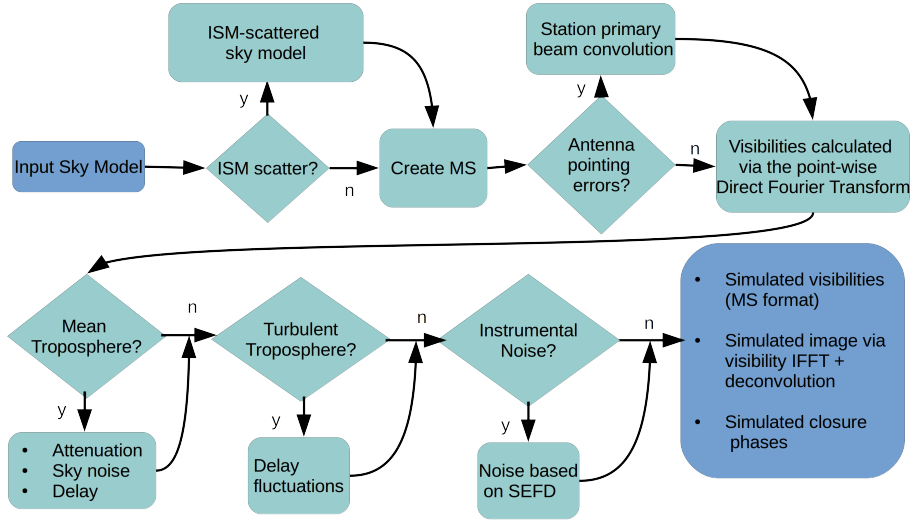 ISM-scattered
sky model
y
Input Sky Model
ISM scatter?
n
Create MS
Station primary
beam convolution
y
Antenna
pointing
errors?
n
Visibilities calculated
via the point-wise
Direct Fourier Transform
Mean
Troposphere?
n
y
• Attenuation
• Sky noise
• Delay
Turbulent
Troposphere?
n
y
Delay
fluctuations
Instrumental
Noise?
n
y
Noise based
on SEFD
• Simulated visibilities
(MS format)
• Simulated image via
visibility IFFT +
deconvolution
• Simulated closure
phases